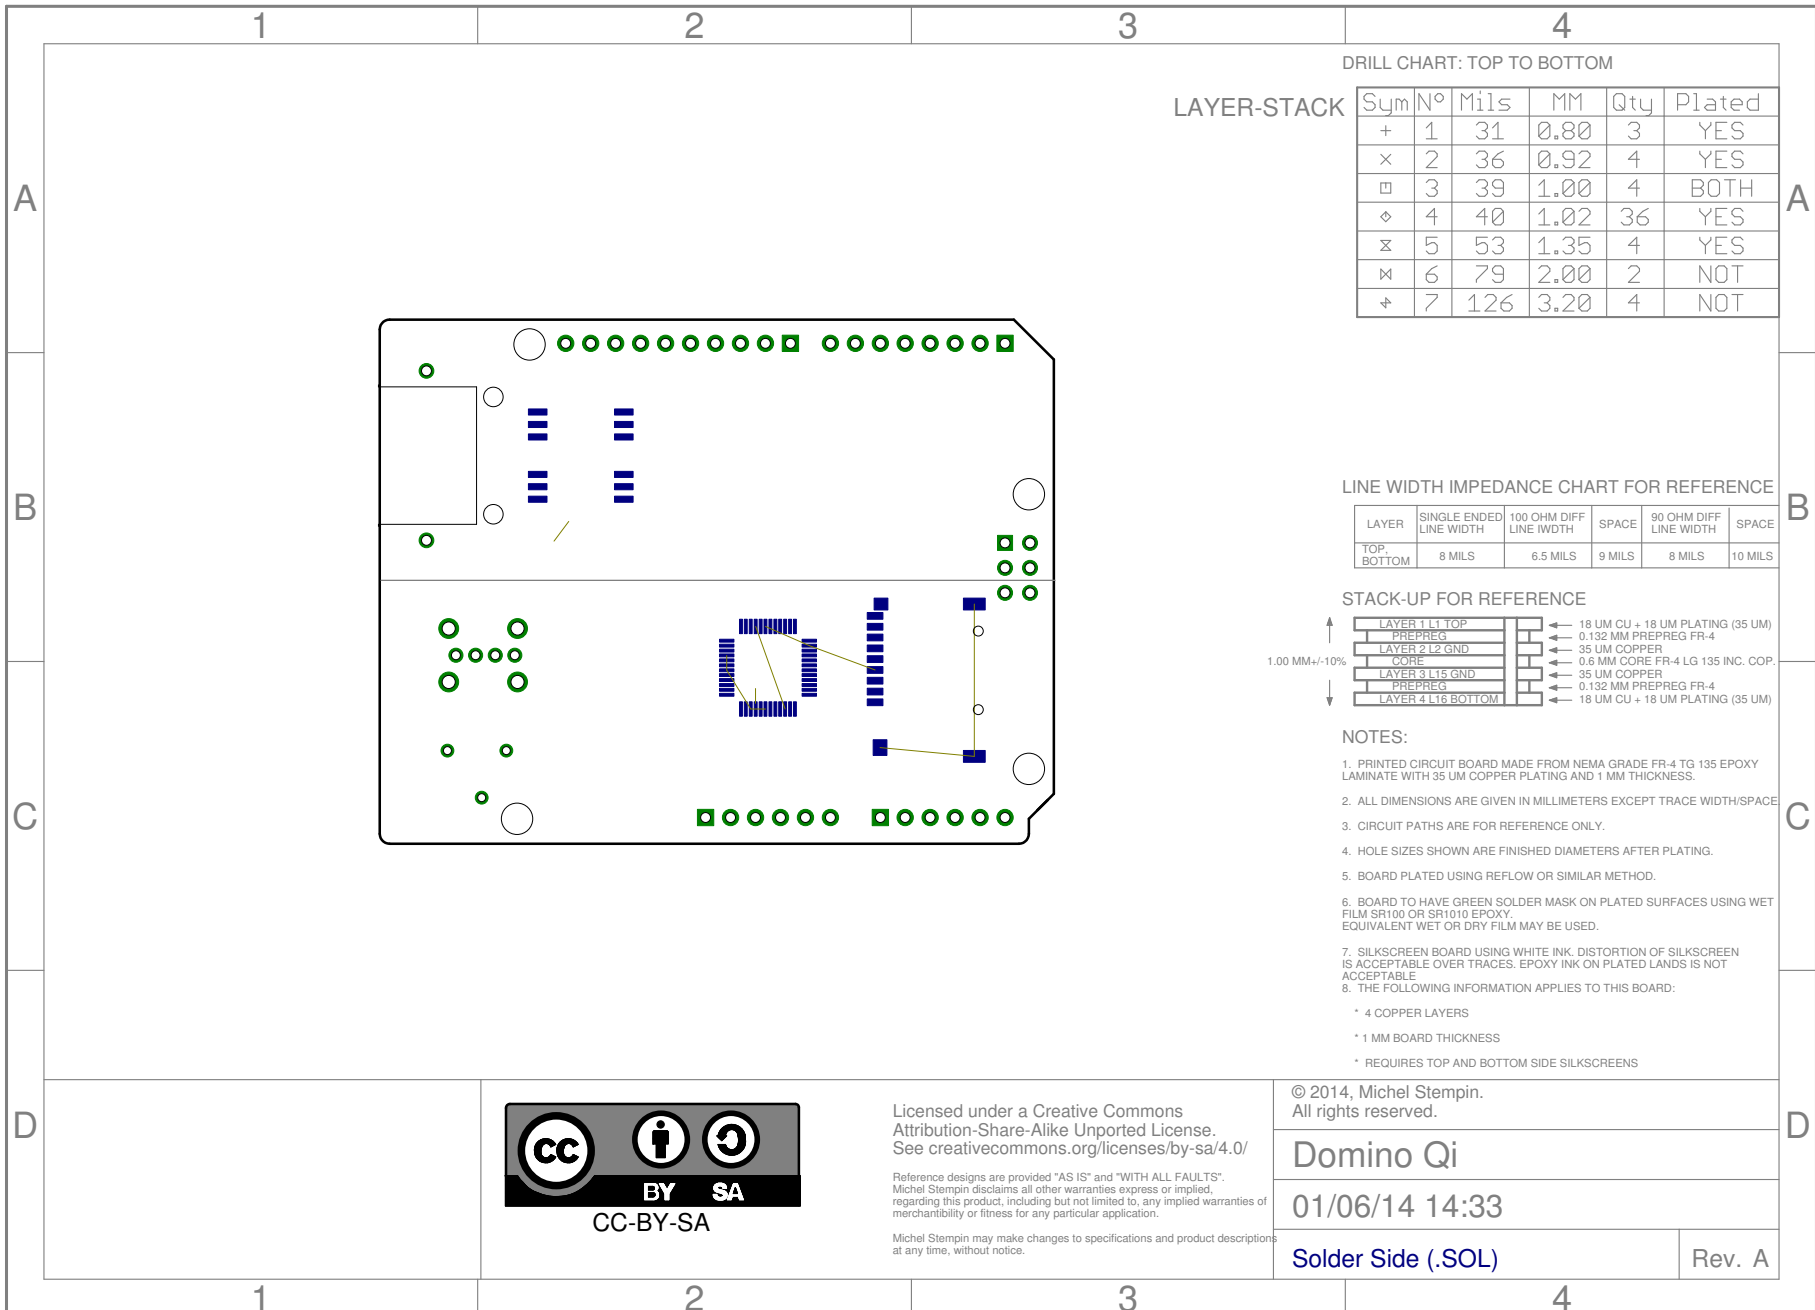 1 2 3 4
DRILL CHART: TOP TO BOTTOM
LAYER-STACK
Sym N° Mils MM Qty Plated
+ 1 31 0.80 3 YES
× 2 36 0.92 4 YES
3 39 1.00 4 BOTH
4 40 1.02 36 YES
5 53 1.35 4 YES
6 79 2.00 2 NOT
7 126 3.20 4 NOT
A A
B B
LINE WIDTH IMPEDANCE CHART FOR REFERENCE
LAYER SINGLE ENDED LINE WIDTH 100 OHM DIFF LINE IWDTH SPACE 90 OHM DIFF LINE WIDTH SPACE
TOP, BOTTOM 8 MILS 6.5 MILS 9 MILS 8 MILS 10 MILS
STACK-UP FOR REFERENCE
LAYER 1 L1 TOP 18 UM CU + 18 UM PLATING (35 UM)
PREPREG 0.132 MM PREPREG FR-4
LAYER 2 L2 GND 35 UM COPPER
1.00 MM+/-10% CORE 0.6 MM CORE FR-4 LG 135 INC. COP.
LAYER 3 L15 GND 35 UM COPPER
PREPREG 0.132 MM PREPREG FR-4
LAYER 4 L16 BOTTOM 18 UM CU + 18 UM PLATING (35 UM)
NOTES:
1. PRINTED CIRCUIT BOARD MADE FROM NEMA GRADE FR-4 TG 135 EPOXY
LAMINATE WITH 35 UM COPPER PLATING AND 1 MM THICKNESS.
2. ALL DIMENSIONS ARE GIVEN IN MILLIMETERS EXCEPT TRACE WIDTH/SPACE
3. CIRCUIT PATHS ARE FOR REFERENCE ONLY.
4. HOLE SIZES SHOWN ARE FINISHED DIAMETERS AFTER PLATING.
5. BOARD PLATED USING REFLOW OR SIMILAR METHOD.
6. BOARD TO HAVE GREEN SOLDER MASK ON PLATED SURFACES USING WET
FILM SR100 OR SR1010 EPOXY.
EQUIVALENT WET OR DRY FILM MAY BE USED.
7. SILKSCREEN BOARD USING WHITE INK. DISTORTION OF SILKSCREEN
IS ACCEPTABLE OVER TRACES. EPOXY INK ON PLATED LANDS IS NOT
ACCEPTABLE
8. THE FOLLOWING INFORMATION APPLIES TO THIS BOARD:
* 4 COPPER LAYERS
* 1 MM BOARD THICKNESS
* REQUIRES TOP AND BOTTOM SIDE SILKSCREENS
C C
D D
CC
BY SA
CC-BY-SA
Licensed under a Creative Commons
Attribution-Share-Alike Unported License.
See creativecommons.org/licenses/by-sa/4.0/
Reference designs are provided "AS IS" and "WITH ALL FAULTS".
Michel Stempin disclaims all other warranties express or implied,
regarding this product, including but not limited to, any implied warranties of
merchantibility or fitness for any particular application.
Michel Stempin may make changes to specifications and product descriptions
at any time, without notice.
© 2014, Michel Stempin.
All rights reserved.
Domino Qi
01/06/14 14:33
Solder Side (.SOL)
Rev. A
1 2 3 4